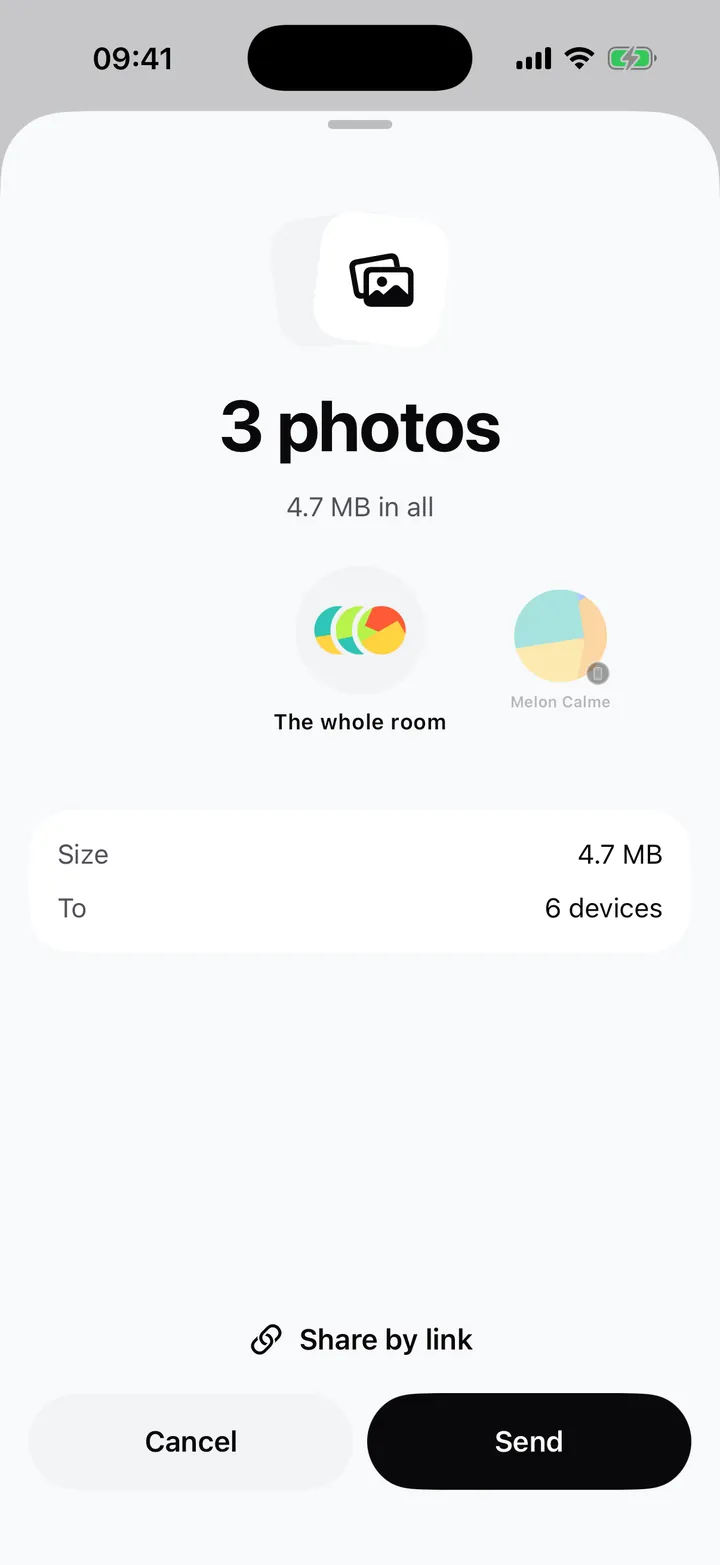 09:41
3 photos
4.7 MB in all
The whole room
Melon Calme
Size 4.7 MB
To 6 devices
Share by link
Cancel Send